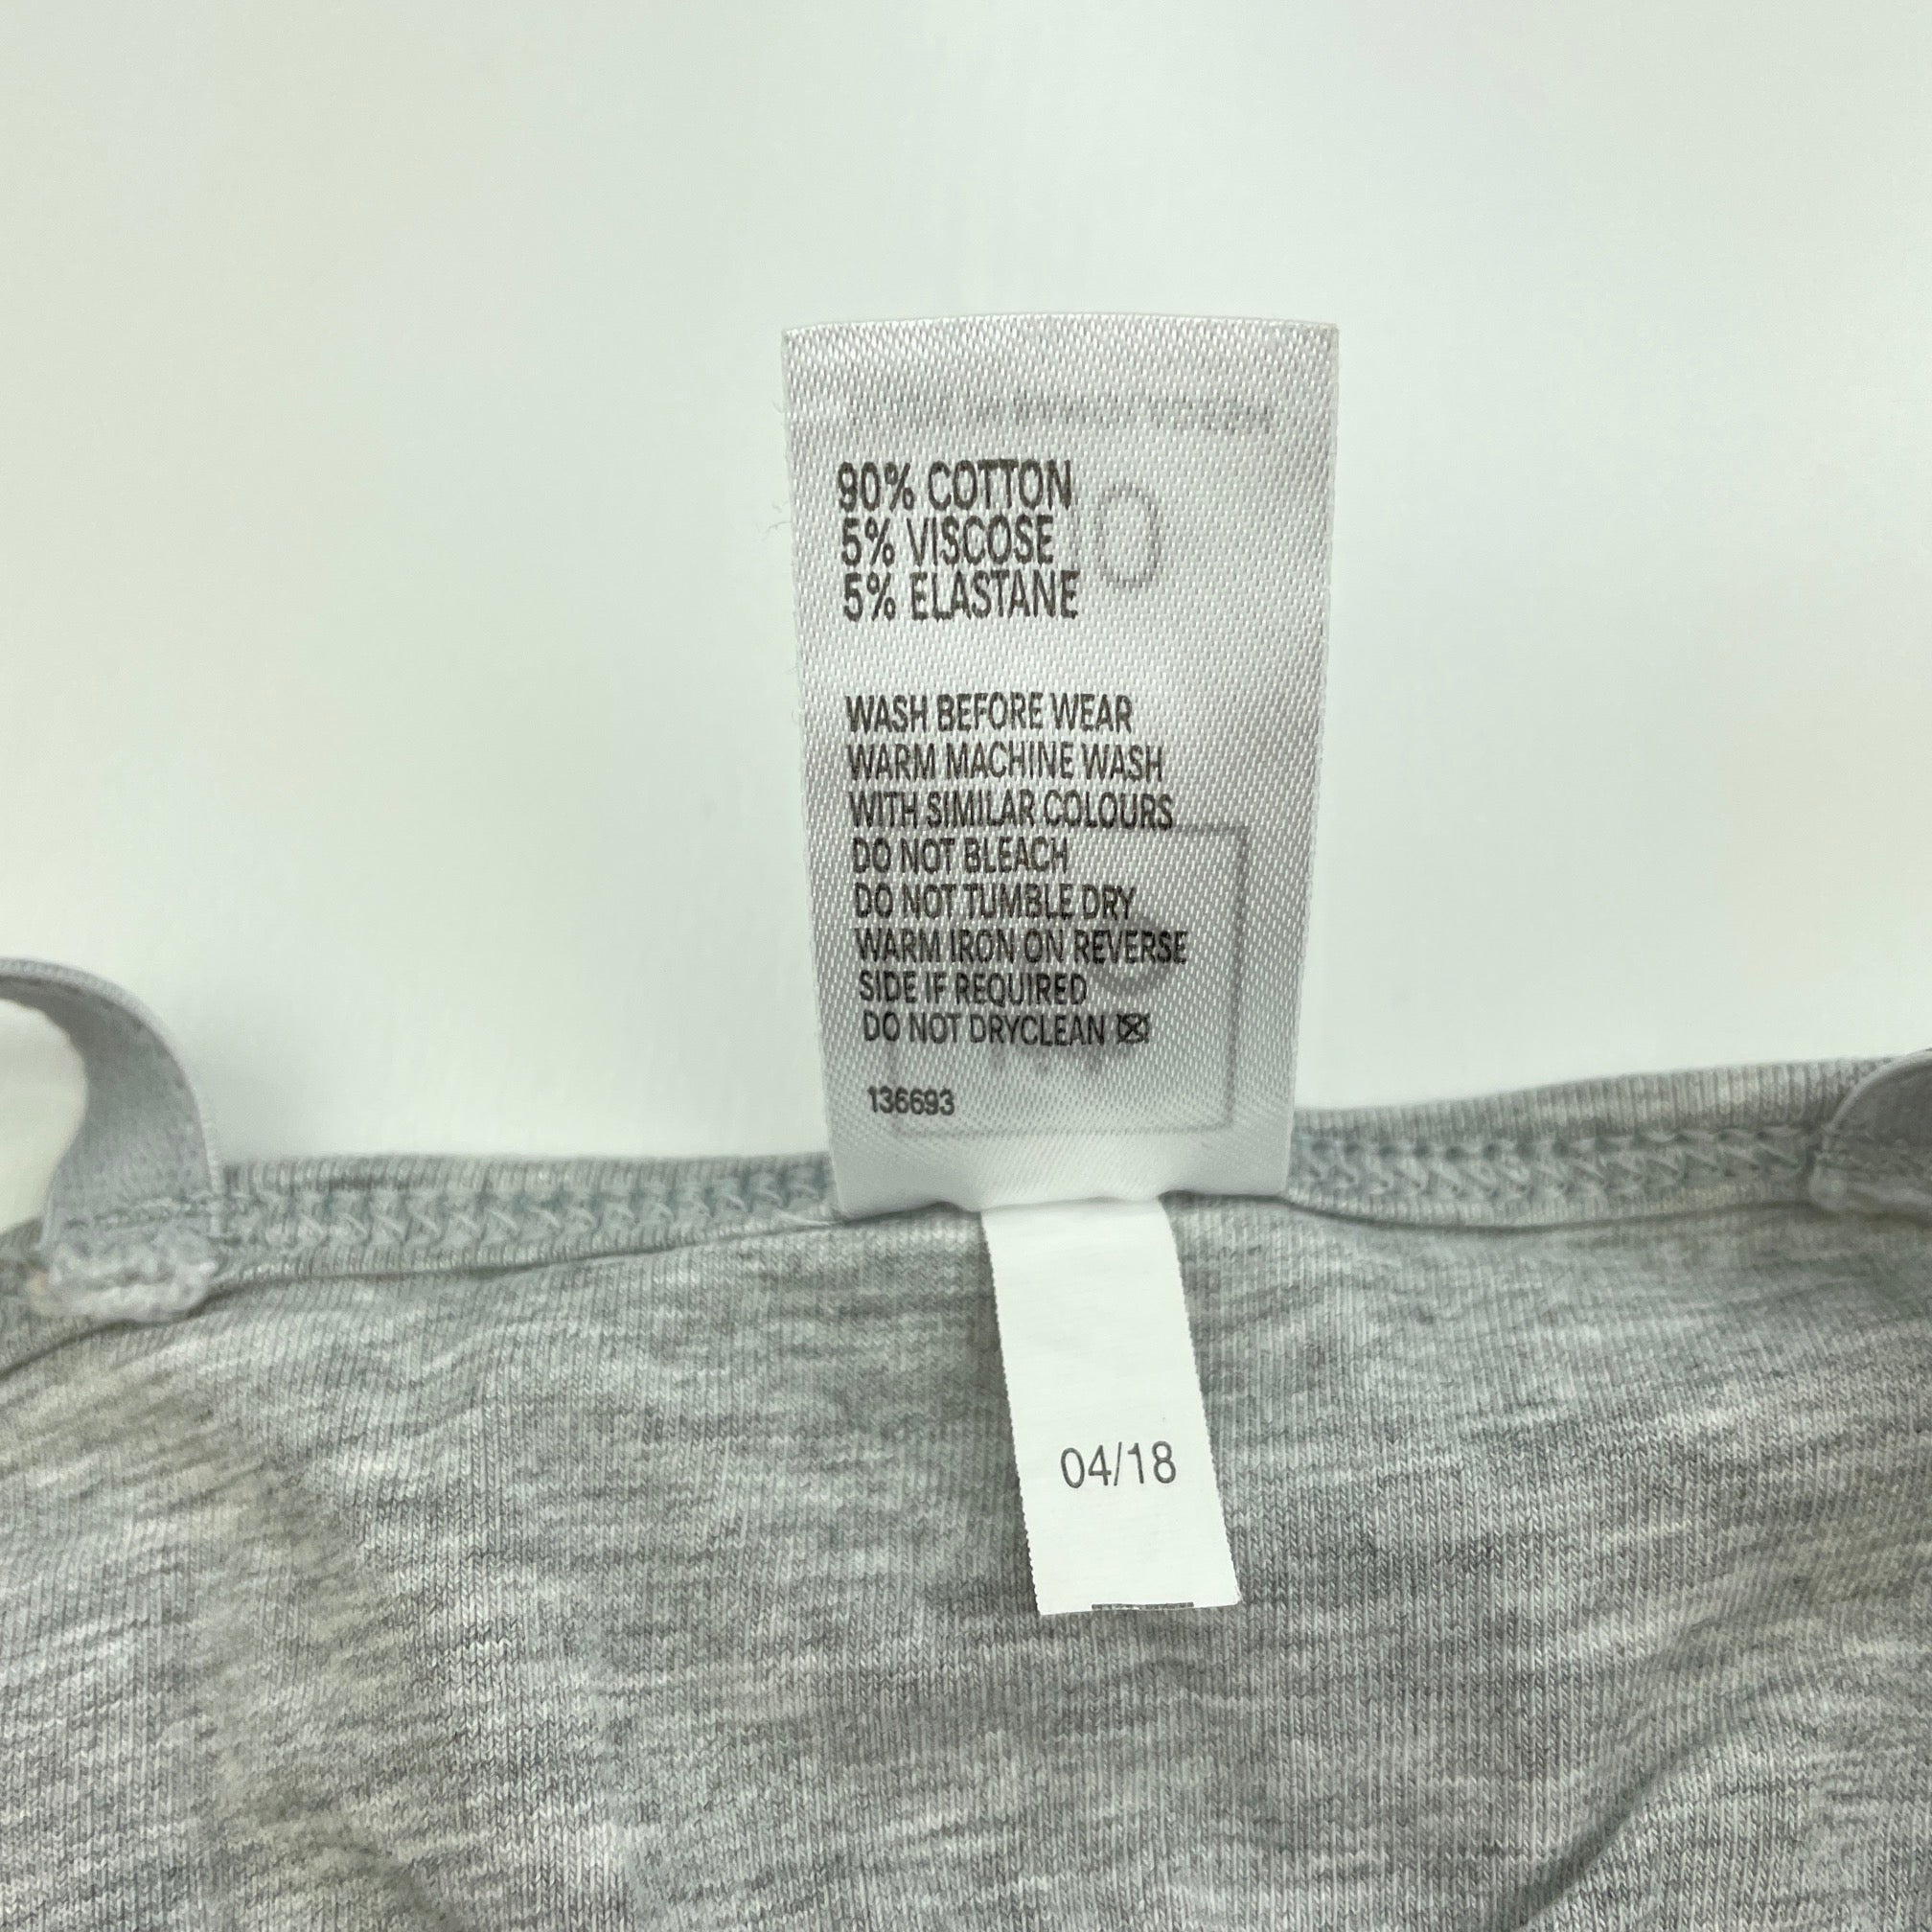 90% COTTON
5% VISCOSE
5% ELASTANE
WASH BEFORE WEAR
WARM MACHINE WASH
WITH SIMILAR COLOURS
DO NOT BLEACH
DO NOT TUMBLE DRY
WARM IRON ON REVERSE
SIDE IF REQUIRED
DO NOT DRYCLEAN
136693
04/18